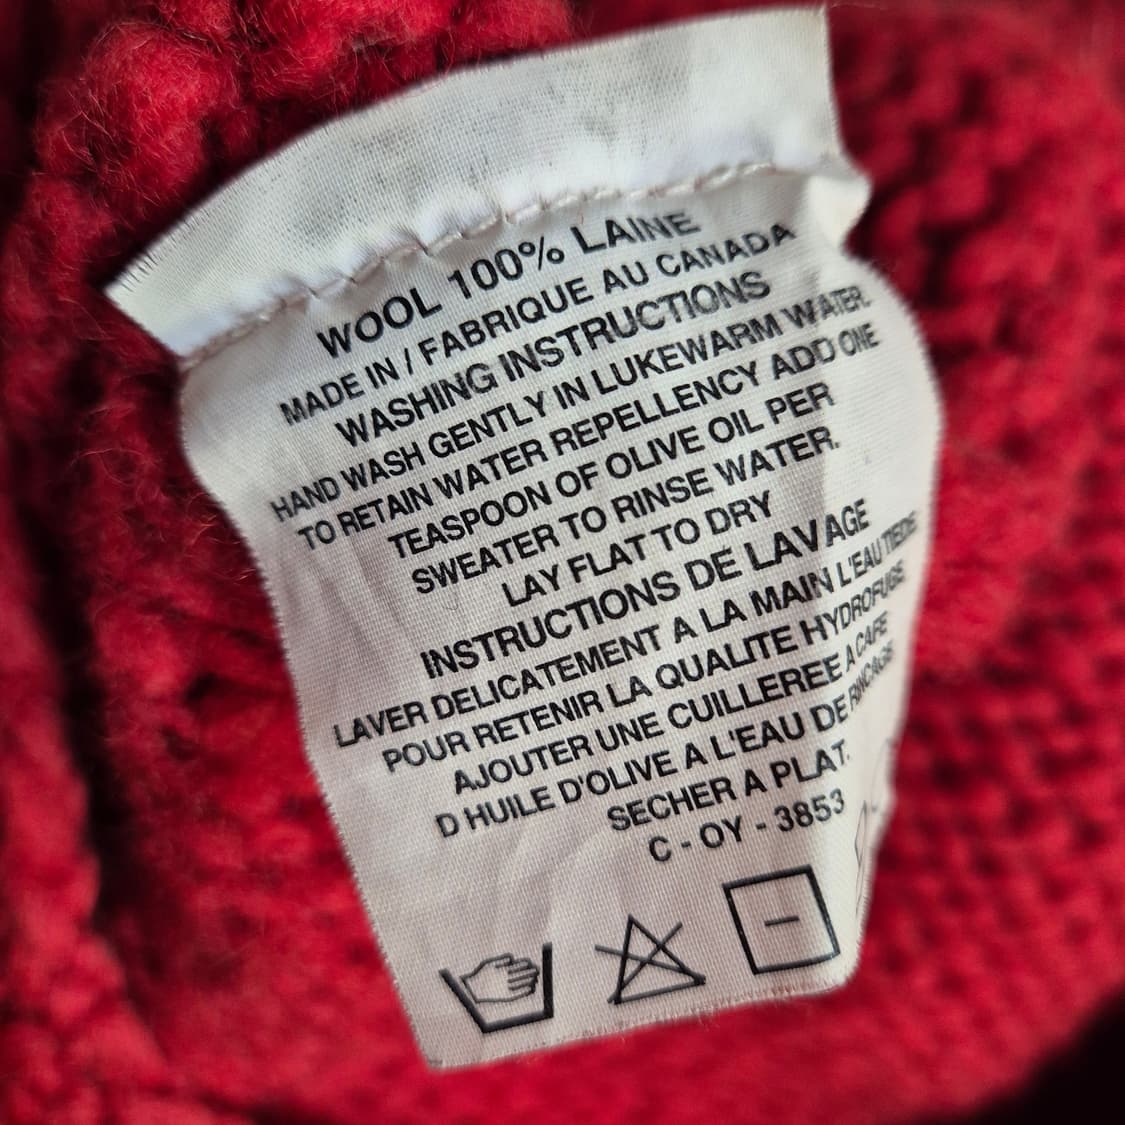 WOOL 100% LAINE
MADE IN / FABRIQUE AU CANADA
WASHING INSTRUCTIONS
HAND WASH GENTLY IN LUKEWARM WATER.
TO RETAIN WATER REPELLENCY ADD ONE
TEASPOON OF OLIVE OIL PER
SWEATER TO RINSE WATER.
LAY FLAT TO DRY
INSTRUCTIONS DE LAVAGE
LAVER DELICATEMENT A LA MAIN L'EAU TIEDE
POUR RETENIR LA QUALITE HYDROFUGE
AJOUTER UNE CUILLEREE A CAFE
D HUILE D'OLIVE A L'EAU DE RINCAGE
SECHER A PLAT.
C - OY - 3853